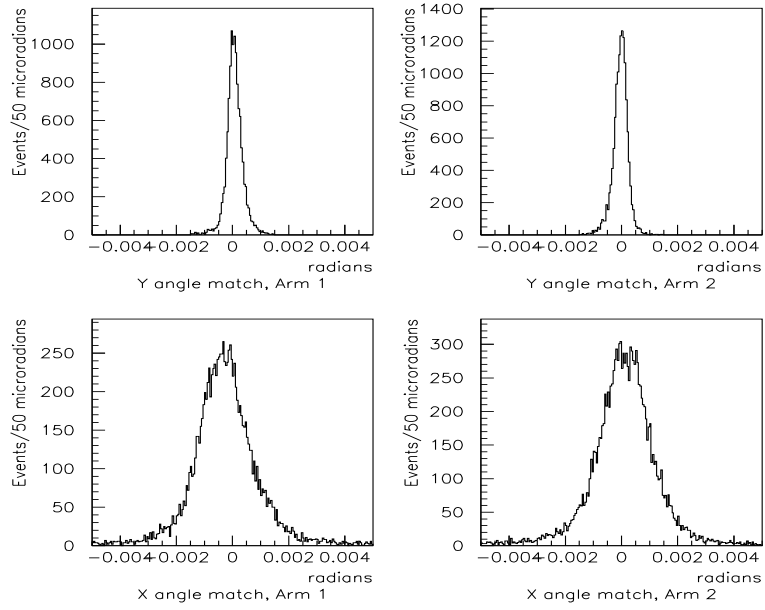 Events/50 microradians
1000
800
600
400
200
0
−0.004 −0.002 0 0.002 0.004
radians
Y angle match, Arm 1
Events/50 microradians
1400
1200
1000
800
600
400
200
0
−0.004 −0.002 0 0.002 0.004
radians
Y angle match, Arm 2
Events/50 microradians
250
200
150
100
50
0
−0.004 −0.002 0 0.002 0.004
radians
X angle match, Arm 1
Events/50 microradians
300
250
200
150
100
50
0
−0.004 −0.002 0 0.002 0.004
radians
X angle match, Arm 2